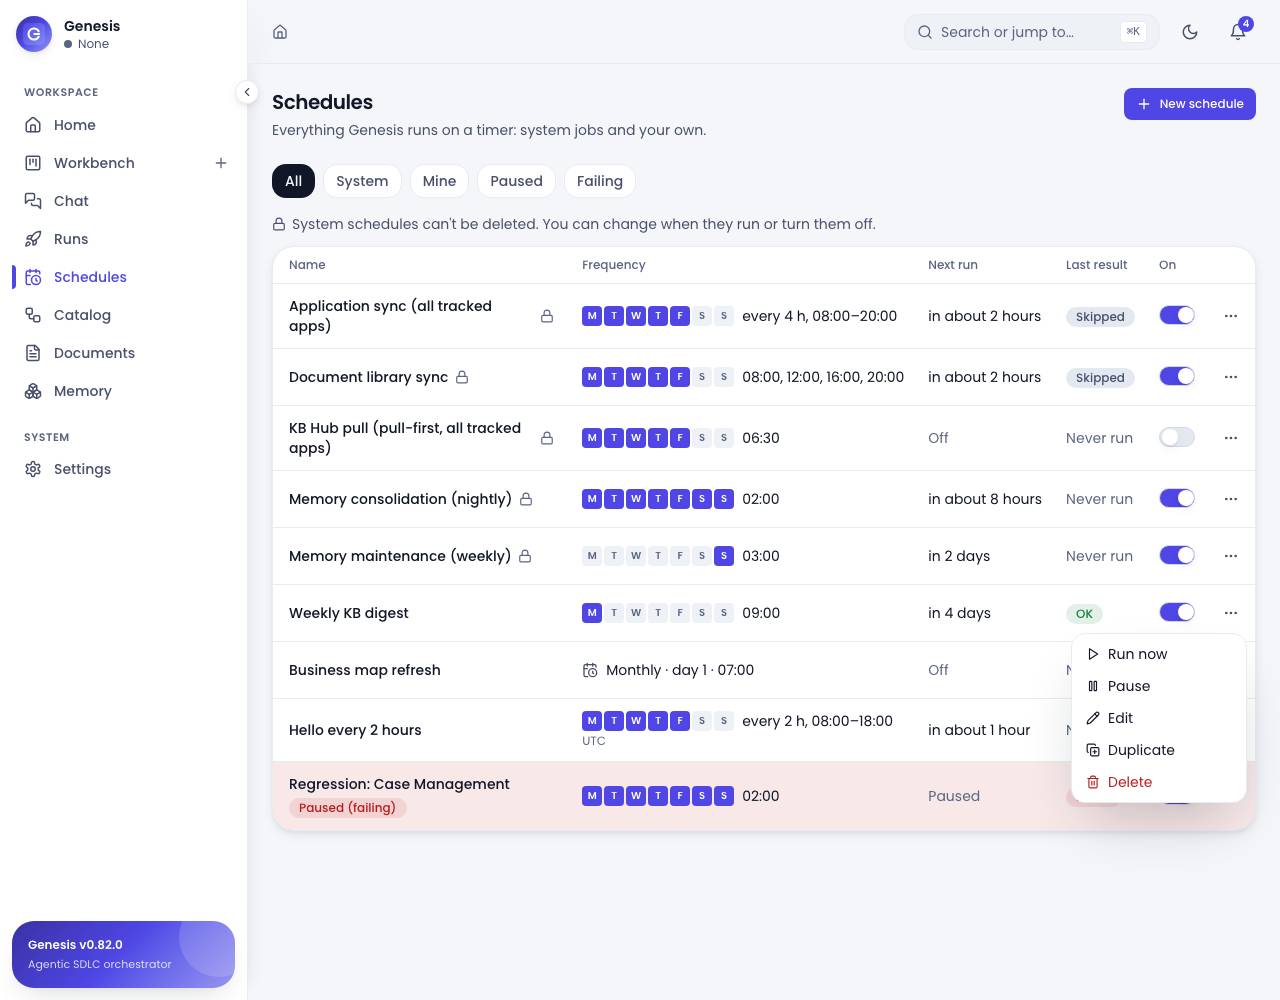 Genesis
None
Search or jump to…
⌘K
4
WORKSPACE
Home
Workbench
Chat
Runs
Schedules
Catalog
Documents
Memory
SYSTEM
Settings
Genesis v0.82.0
Agentic SDLC orchestrator
Schedules
New schedule
Everything Genesis runs on a timer: system jobs and your own.
All System Mine Paused Failing
System schedules can't be deleted. You can change when they run or turn them off.
Name Frequency Next run Last result On
Application sync (all tracked
apps)
M T W T F S S every 4 h, 08:00–20:00 in about 2 hours Skipped
Document library sync M T W T F S S 08:00, 12:00, 16:00, 20:00 in about 2 hours Skipped
KB Hub pull (pull-first, all tracked
apps)
M T W T F S S 06:30 Off Never run
Memory consolidation (nightly) M T W T F S S 02:00 in about 8 hours Never run
Memory maintenance (weekly) M T W T F S S 03:00 in 2 days Never run
Weekly KB digest M T W T F S S 09:00 in 4 days OK
Business map refresh Monthly · day 1 · 07:00 Off
Hello every 2 hours M T W T F S S every 2 h, 08:00–18:00 in about 1 hour
UTC
Regression: Case Management
Paused (failing)
M T W T F S S 02:00 Paused
Run now
Pause
Edit
Duplicate
Delete